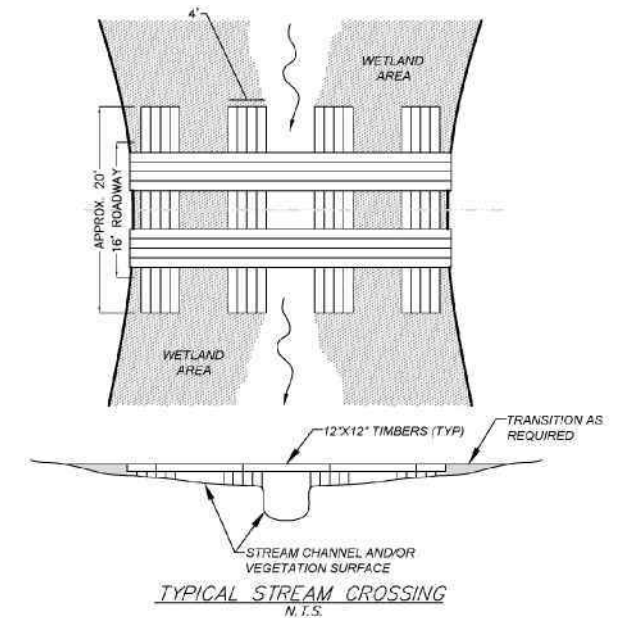 4'
WETLAND
AREA
APPROX. 20'
16' ROADWAY
WETLAND
AREA
12"X12" TIMBERS (TYP)
TRANSITION AS
REQUIRED
STREAM CHANNEL AND/OR
VEGETATION SURFACE
TYPICAL STREAM CROSSING
N.T.S.